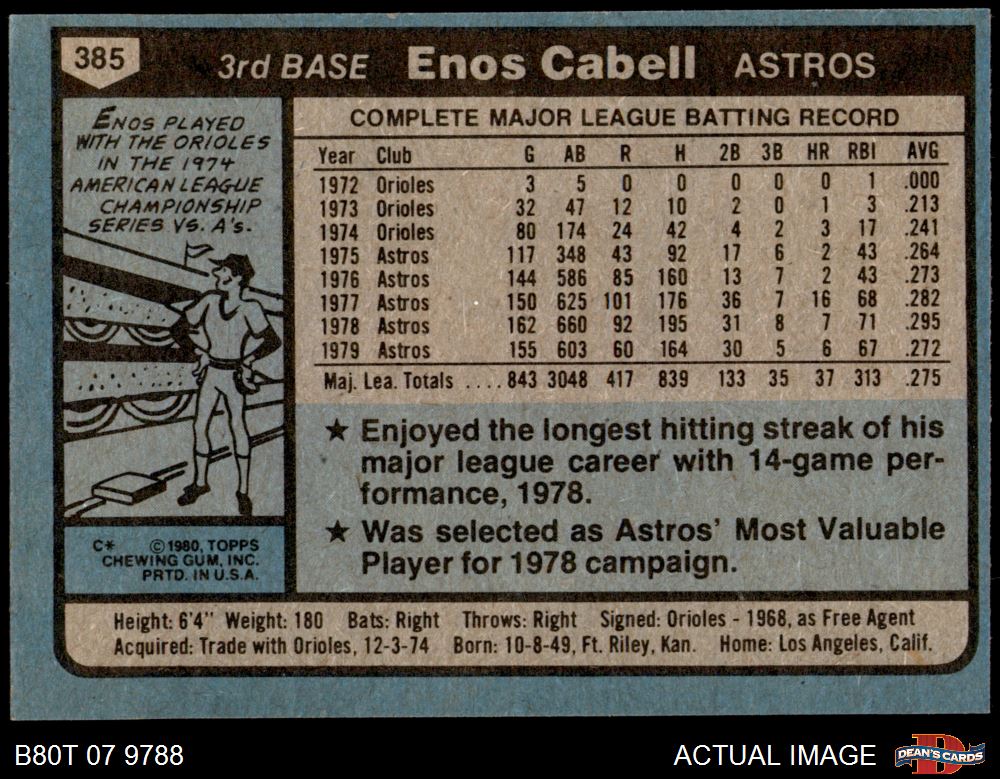 385
3rd BASE Enos Cabell ASTROS
ENOS PLAYED
WITH THE ORIOLES
IN THE 1974
AMERICAN LEAGUE
CHAMPIONSHIP
SERIES VS. A's.
COMPLETE MAJOR LEAGUE BATTING RECORD
Year Club G AB R H 2B 3B HR RBI AVG
1972 Orioles 3 5 0 0 0 0 0 1 .000
1973 Orioles 32 47 12 10 2 0 1 3 .213
1974 Orioles 80 174 24 42 4 2 3 17 .241
1975 Astros 117 348 43 92 17 6 2 43 .264
1976 Astros 144 586 85 160 13 7 2 43 .273
1977 Astros 150 625 101 176 36 7 16 68 .282
1978 Astros 162 660 92 195 31 8 7 71 .295
1979 Astros 155 603 60 164 30 5 6 67 .272
Maj. Lea. Totals .... 843 3048 417 839 133 35 37 313 .275
★ Enjoyed the longest hitting streak of his
major league career with 14-game per-
formance, 1978.
★ Was selected as Astros' Most Valuable
Player for 1978 campaign.
C* © 1980, TOPPS
CHEWING GUM, INC.
PRTD. IN U.S.A.
Height: 6'4" Weight: 180 Bats: Right Throws: Right Signed: Orioles - 1968, as Free Agent
Acquired: Trade with Orioles, 12-3-74 Born: 10-8-49, Ft. Riley, Kan. Home: Los Angeles, Calif.
B80T 07 9788 ACTUAL IMAGE DEAN'S CARDS